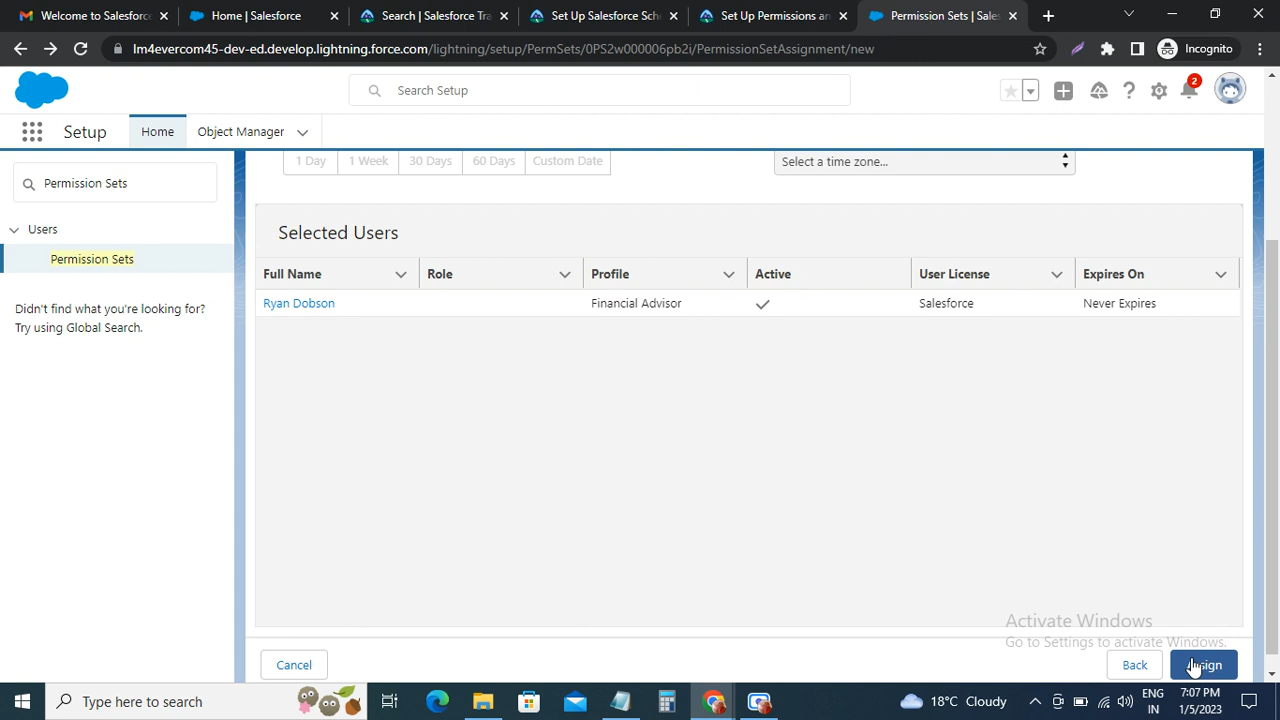 Welcome to Salesforce:
Home | Salesforce
Search | Salesforce Tra
Set Up Salesforce Sch
Set Up Permissions an
Permission Sets | Sales
lm4evercom45-dev-ed.develop.lightning.force.com/lightning/setup/PermSets/0PS2w000006pb2i/PermissionSetAssignment/new
Incognito
Search Setup
2
Setup
Home
Object Manager
Permission Sets
Users
Permission Sets
Didn't find what you're looking for?
Try using Global Search.
1 Day
1 Week
30 Days
60 Days
Custom Date
Select a time zone...
Selected Users
Full Name
Role
Profile
Active
User License
Expires On
Ryan Dobson
Financial Advisor
Salesforce
Never Expires
Activate Windows
Go to Settings to activate Windows.
Cancel
Back
Type here to search
18°C Cloudy
ENG
IN
7:07 PM
1/5/2023